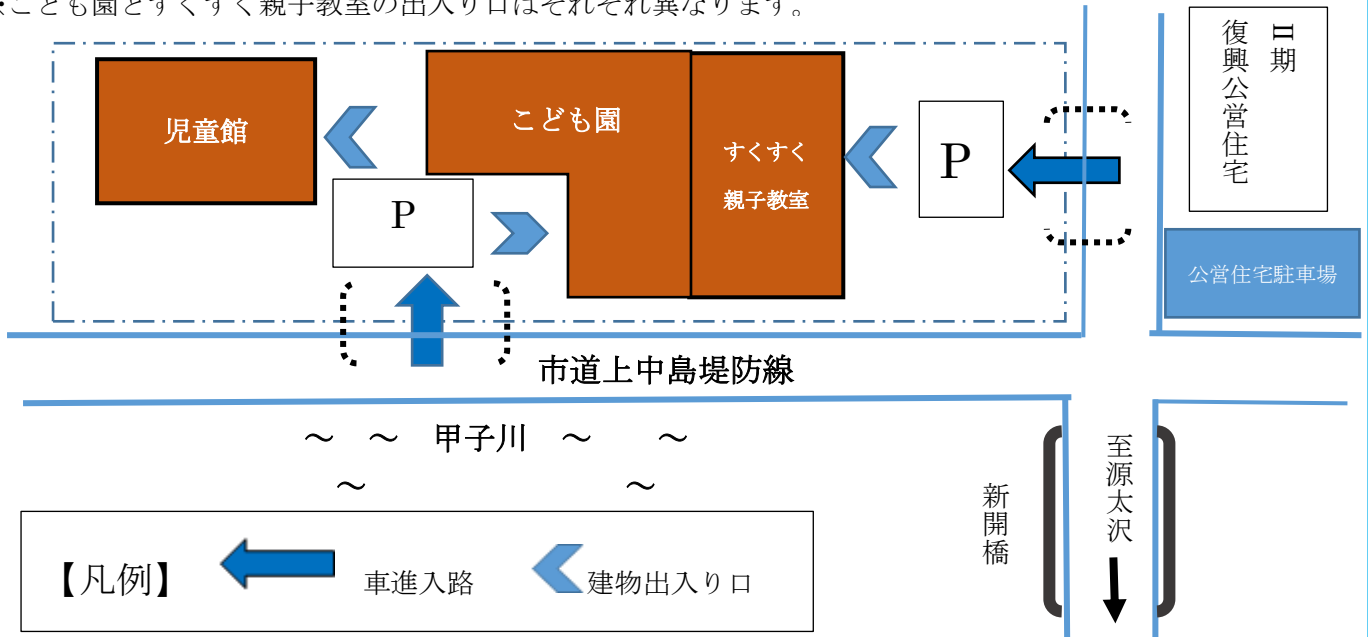 ※こども園とすくすく親子教室の出入り口はそれぞれ異なります。
児童館
こども園
すくすく
親子教室
P
P
Ⅱ期
復興公営住宅
公営住宅駐車場
市道上中島堤防線
～ ～ 甲子川 ～ ～
～ ～
新開橋
至源太沢
【凡例】
車進入路
建物出入り口